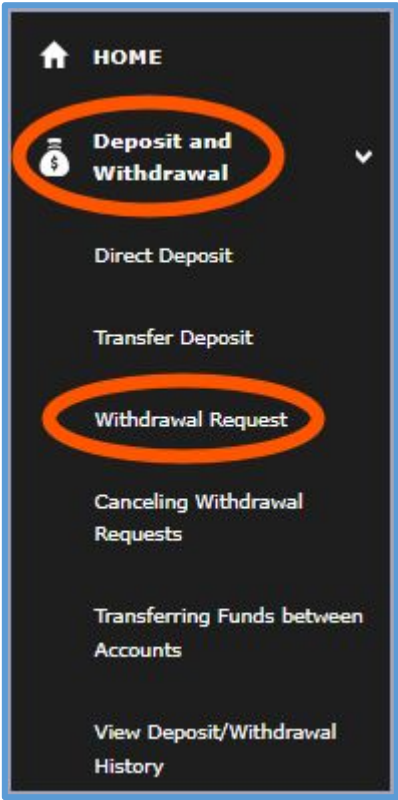 HOME
Deposit and
Withdrawal
Direct Deposit
Transfer Deposit
Withdrawal Request
Canceling Withdrawal
Requests
Transferring Funds between
Accounts
View Deposit/Withdrawal
History